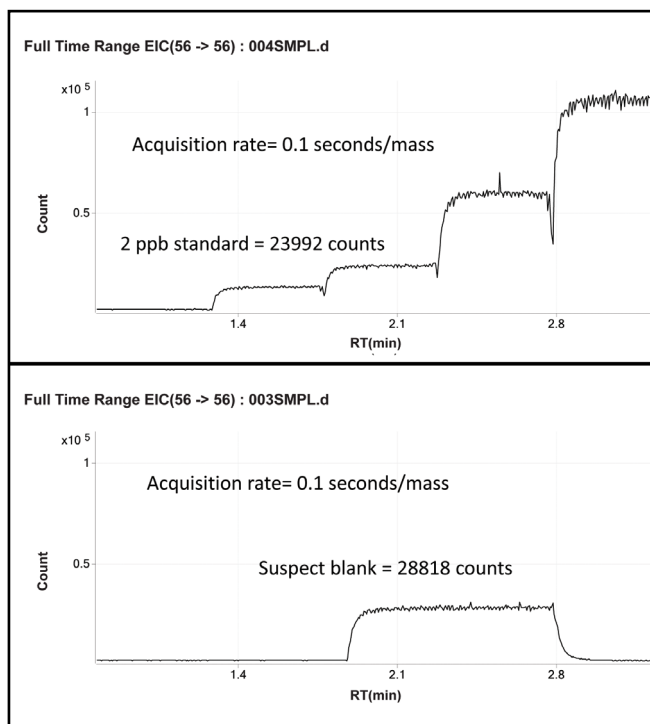 Full Time Range EIC(56 -> 56) : 004SMPL.d
x10 5
1
Acquisition rate= 0.1 seconds/mass
0.5
Count
2 ppb standard = 23992 counts
1.4 2.1 2.8
RT(min)
Full Time Range EIC(56 -> 56) : 003SMPL.d
x10 5
1
Acquisition rate= 0.1 seconds/mass
0.5
Count
Suspect blank = 28818 counts
1.4 2.1 2.8
RT(min)